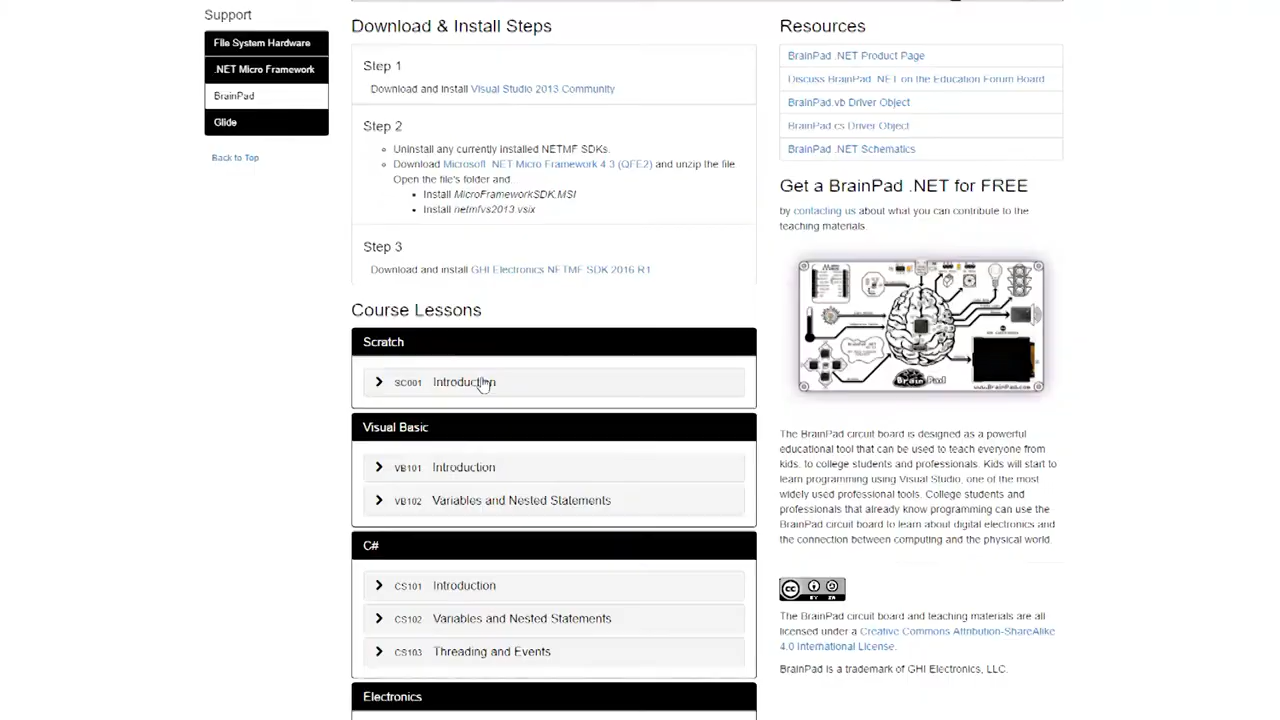 Support
File System Hardware
.NET Micro Framework
BrainPad
Glide
Back to Top
Download & Install Steps
Step 1
Download and install Visual Studio 2013 Community
Step 2
Uninstall any currently installed NETMF SDKs.
Download Microsoft .NET Micro Framework 4.3 (QFE2) and unzip the file
Open the file's folder and.
Install MicroFrameworkSDK.MSI
Install netmfvs2013.vsix
Step 3
Download and install GHI Electronics NETMF SDK 2016 R1
Course Lessons
Scratch
SC001 Introduction
Visual Basic
VB101 Introduction
VB102 Variables and Nested Statements
C#
CS101 Introduction
CS102 Variables and Nested Statements
CS103 Threading and Events
Electronics
Resources
BrainPad .NET Product Page
Discuss BrainPad .NET on the Education Forum Board
BrainPad.vb Driver Object
BrainPad.cs Driver Object
BrainPad .NET Schematics
Get a BrainPad .NET for FREE
by contacting us about what you can contribute to the
teaching materials.
BrainPad
www.BrainPad.com
The BrainPad circuit board is designed as a powerful
educational tool that can be used to teach everyone from
kids, to college students and professionals. Kids will start to
learn programming using Visual Studio, one of the most
widely used professional tools. College students and
professionals that already know programming can use the
BrainPad circuit board to learn about digital electronics and
the connection between computing and the physical world.
cc
BY SA
The BrainPad circuit board and teaching materials are all
licensed under a Creative Commons Attribution-ShareAlike
4.0 International License.
BrainPad is a trademark of GHI Electronics, LLC.